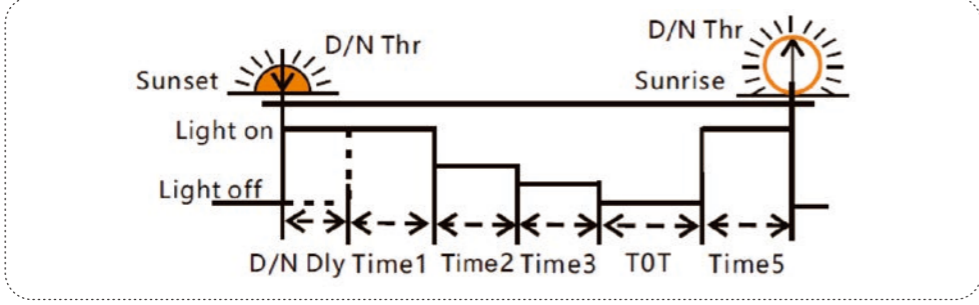 D/N Thr
D/N Thr
Sunset
Sunrise
Light on
Light off
D/N Dly Time1 Time2 Time3 T0T Time5